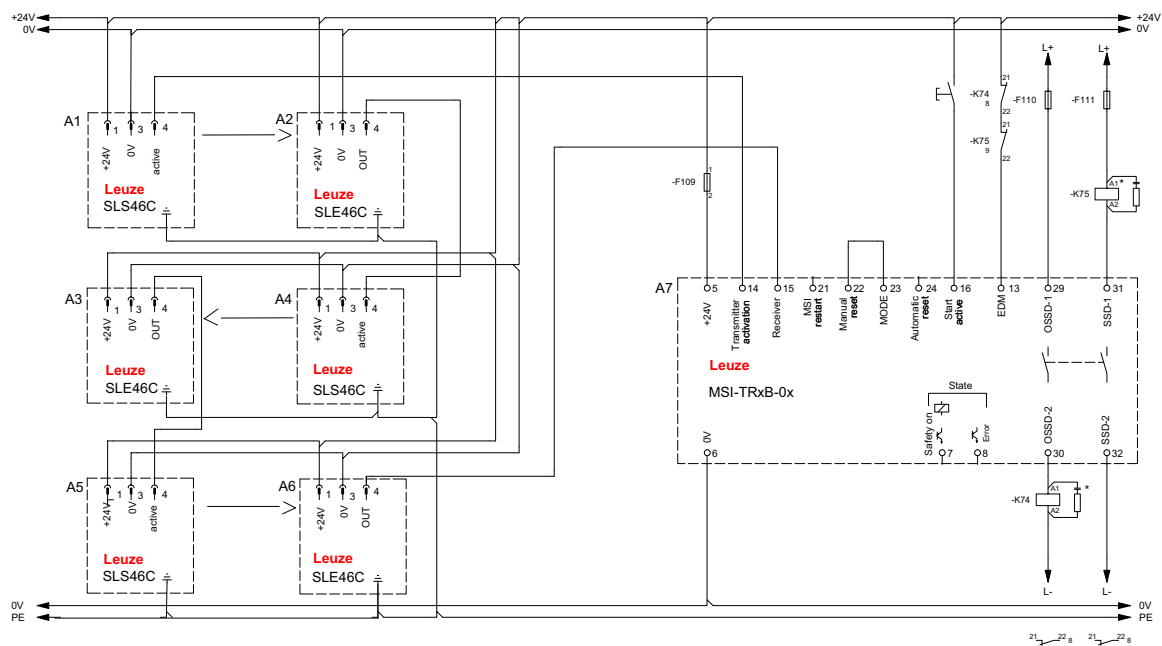 +24V +24V
0V 0V
L+ L+
-K74 8 21 22
-F110 -F111
A1 1 3 4
A2 1 3 4
+24V 0V active
+24V 0V OUT
-K75 9 21 22
-F109 1 2
Leuze
SLS46C
Leuze
SLE46C
-K75 A1 * A2
A3 1 3 4
A4 1 3 4
+24V 0V OUT
+24V 0V active
Leuze
SLE46C
Leuze
SLS46C
A7 5 14 15 21 22 23 24 16 13 29 31
+24V
Transmitter activation
Receiver
MSI restart
Manual reset
MODE
Automatic reset
Start active
EDM
OSSD-1
SSD-1
Leuze
MSI-TRxB-0x
State
Safety on
Error
OSSD-2
SSD-2
0V
6 7 8 30 32
A5 1 3 4
A6 1 3 4
+24V 0V active
+24V 0V OUT
Leuze
SLS46C
Leuze
SLE46C
-K74 A1 * A2
L- L-
0V 0V
PE PE
21 22 8 21 22 8